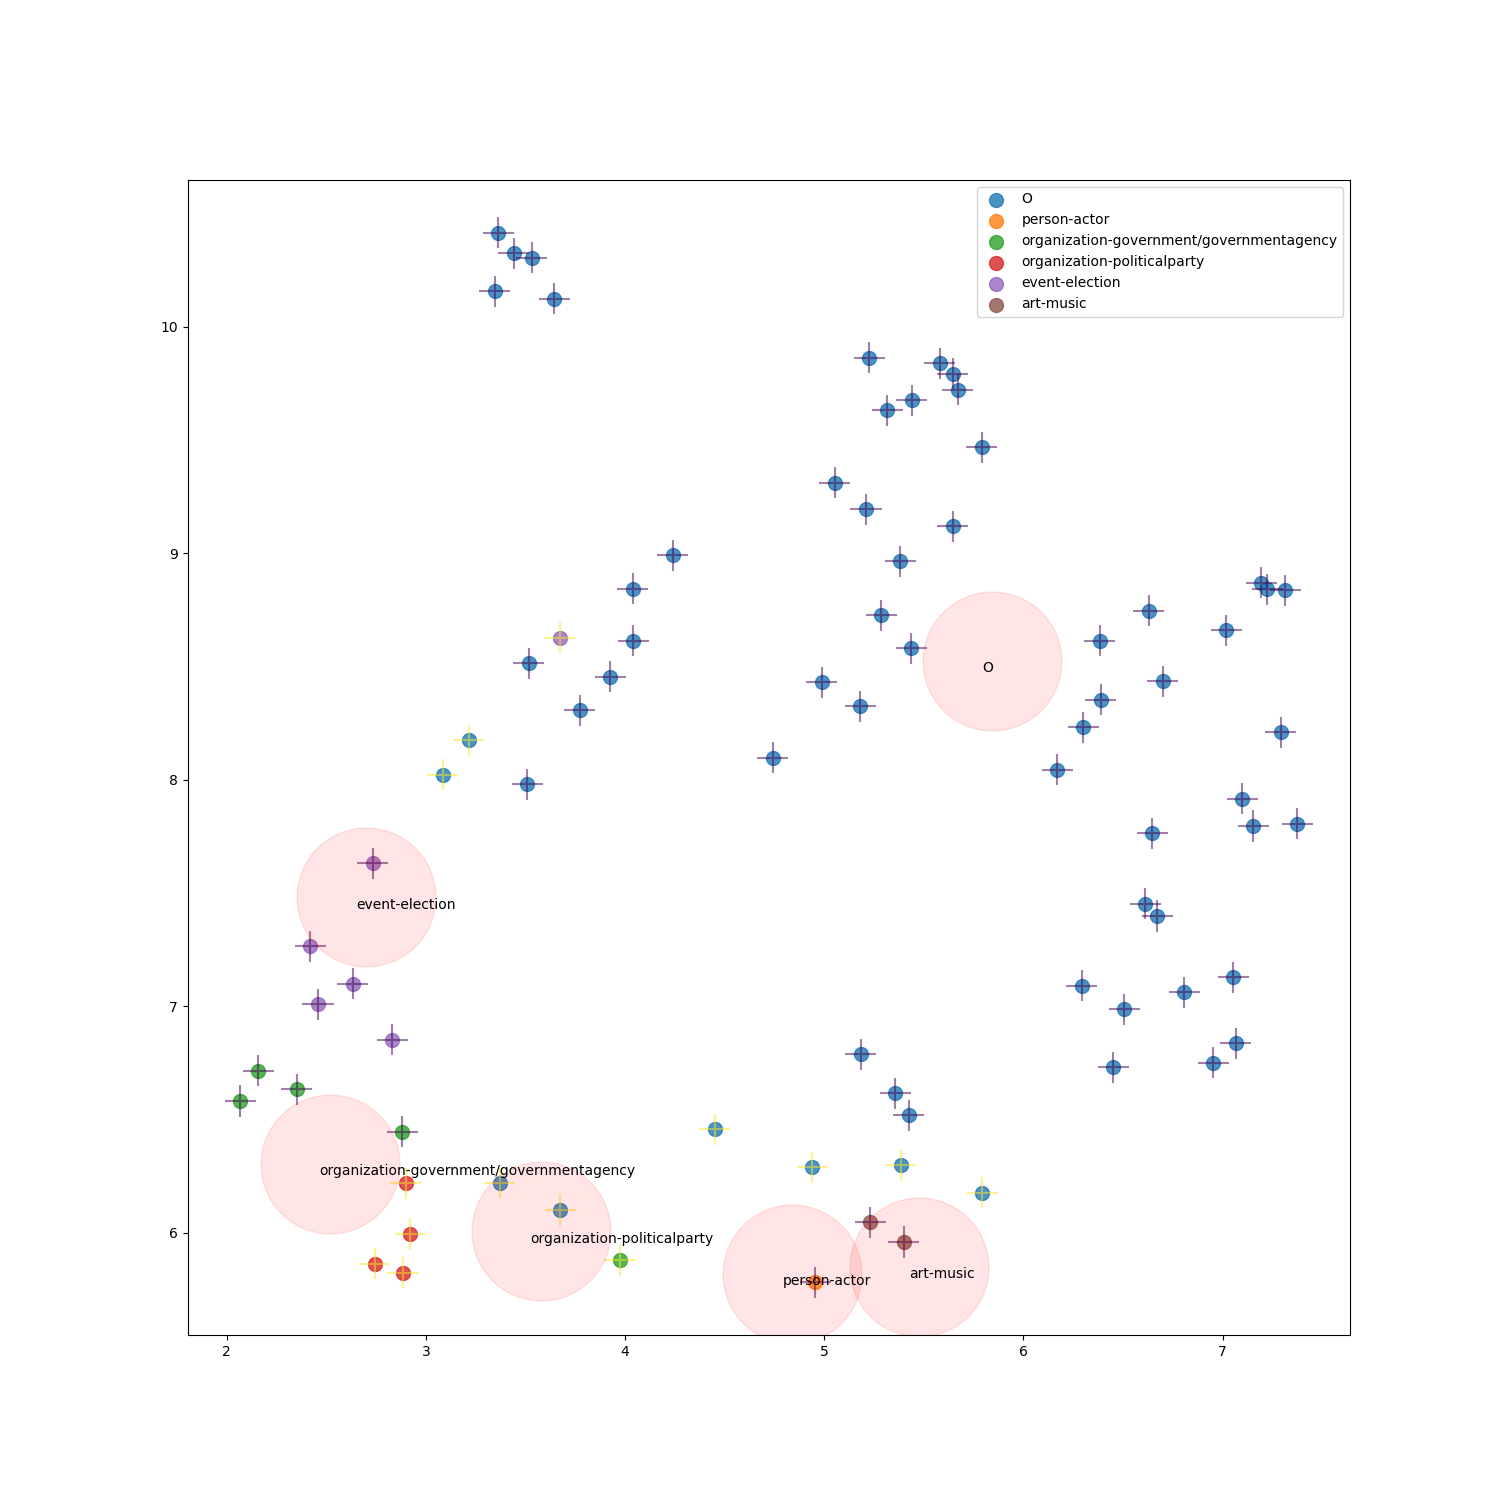 O
person-actor
organization-government/governmentagency
organization-politicalparty
event-election
art-music
10
9
O
8
event-election
7
organization-government/governmentagency
organization-politicalparty
6
art-music
person-actor
2 3 4 5 6 7